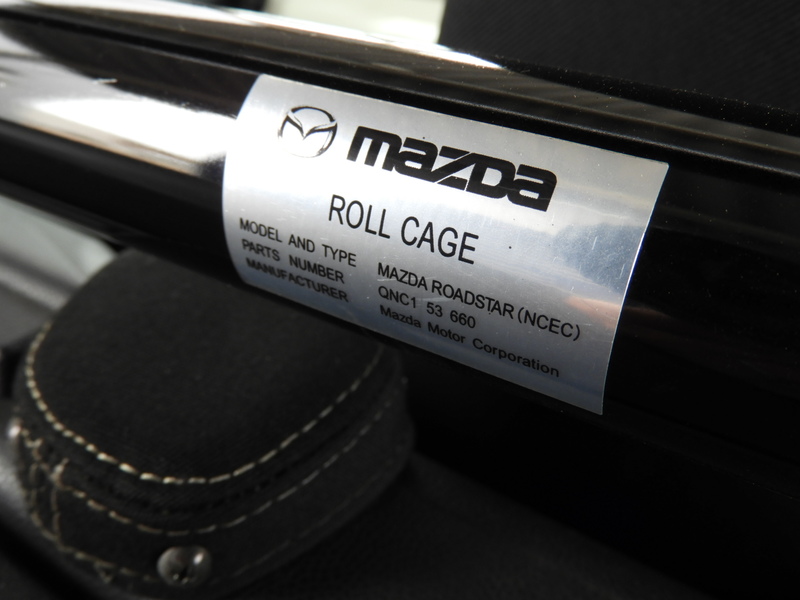 mazda
ROLL CAGE
MODEL AND TYPE MAZDA ROADSTAR (NCEC)
PARTS NUMBER QNC1 53 660
MANUFACTURER Mazda Motor Corporation